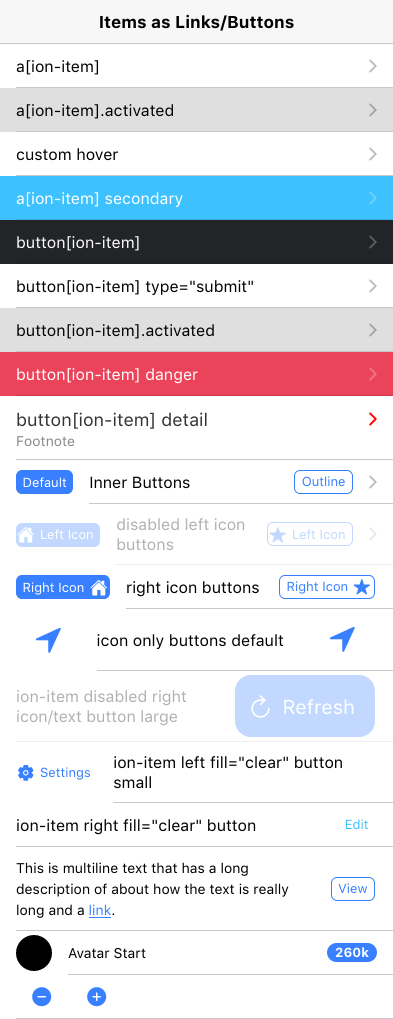 Items as Links/Buttons
a[ion-item]
a[ion-item].activated
custom hover
a[ion-item] secondary
button[ion-item]
button[ion-item] type="submit"
button[ion-item].activated
button[ion-item] danger
button[ion-item] detail
Footnote
Default Inner Buttons Outline
Left Icon disabled left icon buttons Left Icon
Right Icon right icon buttons Right Icon
icon only buttons default
ion-item disabled right
icon/text button large
Refresh
Settings
ion-item left fill="clear" button
small
ion-item right fill="clear" button Edit
This is multiline text that has a long
description of about how the text is really
long and a link.
View
Avatar Start 260k